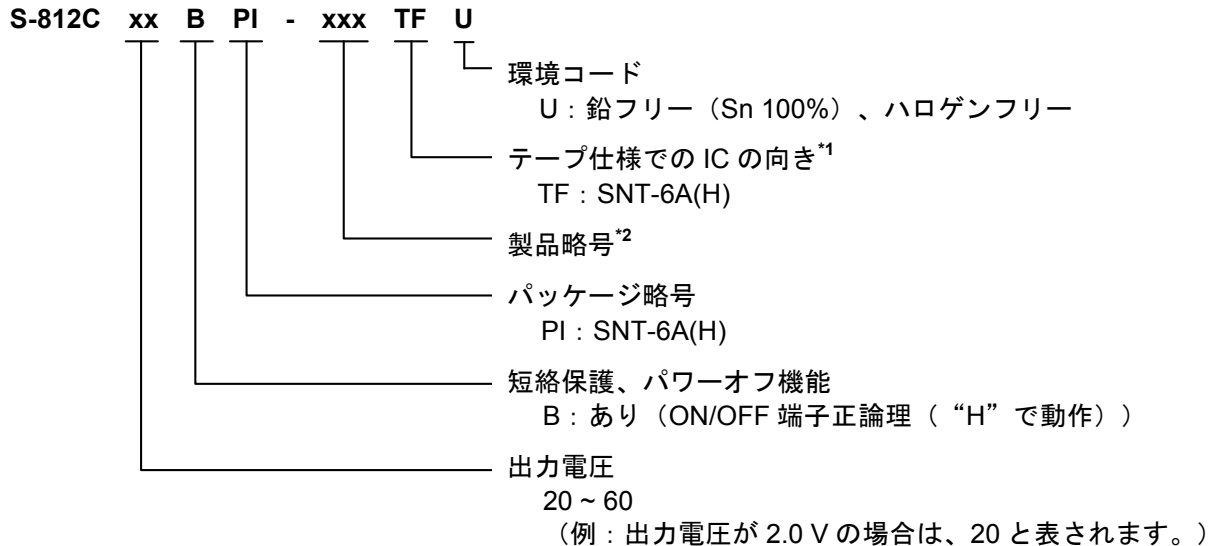 S-812C xx B PI - xxx TF U
環境コード
U：鉛フリー（Sn 100%）、ハロゲンフリー
テープ仕様での IC の向き*1
TF：SNT-6A(H)
製品略号*2
パッケージ略号
PI：SNT-6A(H)
短絡保護、パワーオフ機能
B：あり（ON/OFF 端子正論理（“H”で動作））
出力電圧
20 ~ 60
（例：出力電圧が 2.0 V の場合は、20 と表されます。）